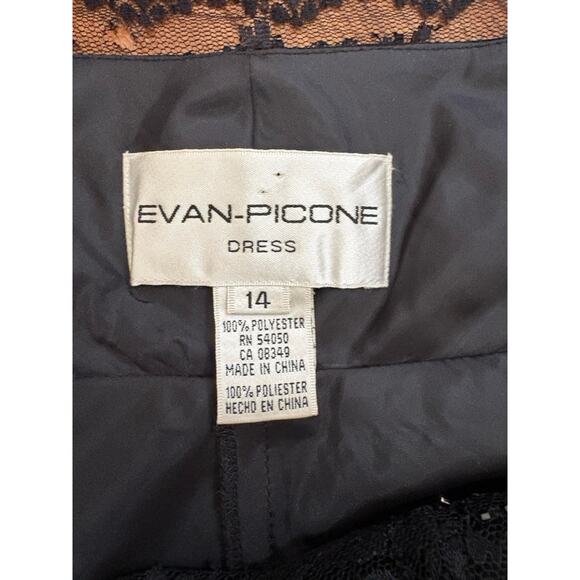 EVAN-PICONE
DRESS
14
100% POLYESTER
RN 54050
CA 08349
MADE IN CHINA
100% POLIESTER
HECHO EN CHINA